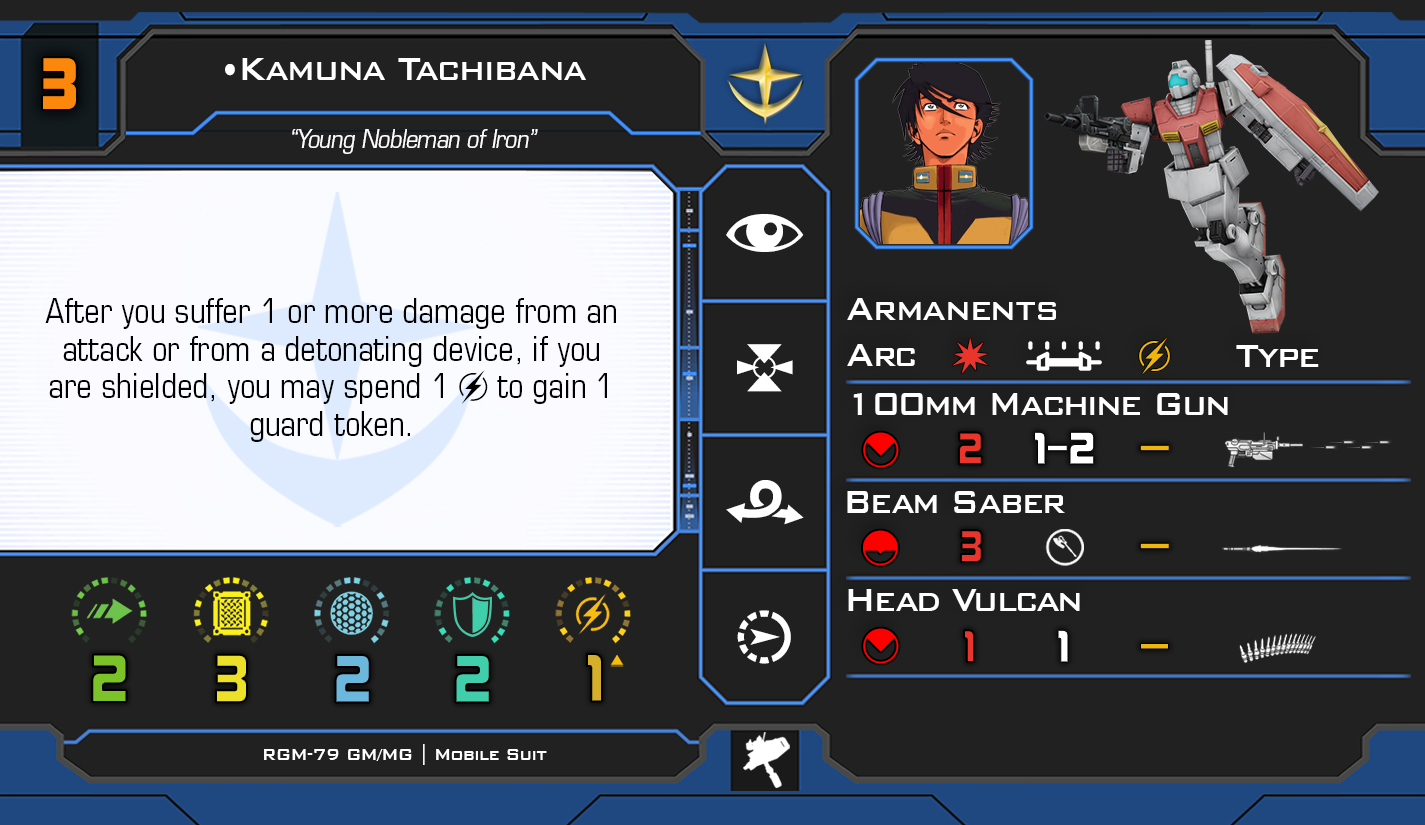 3
•Kamuna Tachibana
“Young Nobleman of Iron”
After you suffer 1 or more damage from an
attack or from a detonating device, if you
are shielded, you may spend 1 to gain 1
guard token.
2 3 2 2 1
RGM-79 GM/MG | Mobile Suit
Armanents
Arc Type
100mm Machine Gun
2 1–2 –
Beam Saber
3 –
Head Vulcan
1 1 –